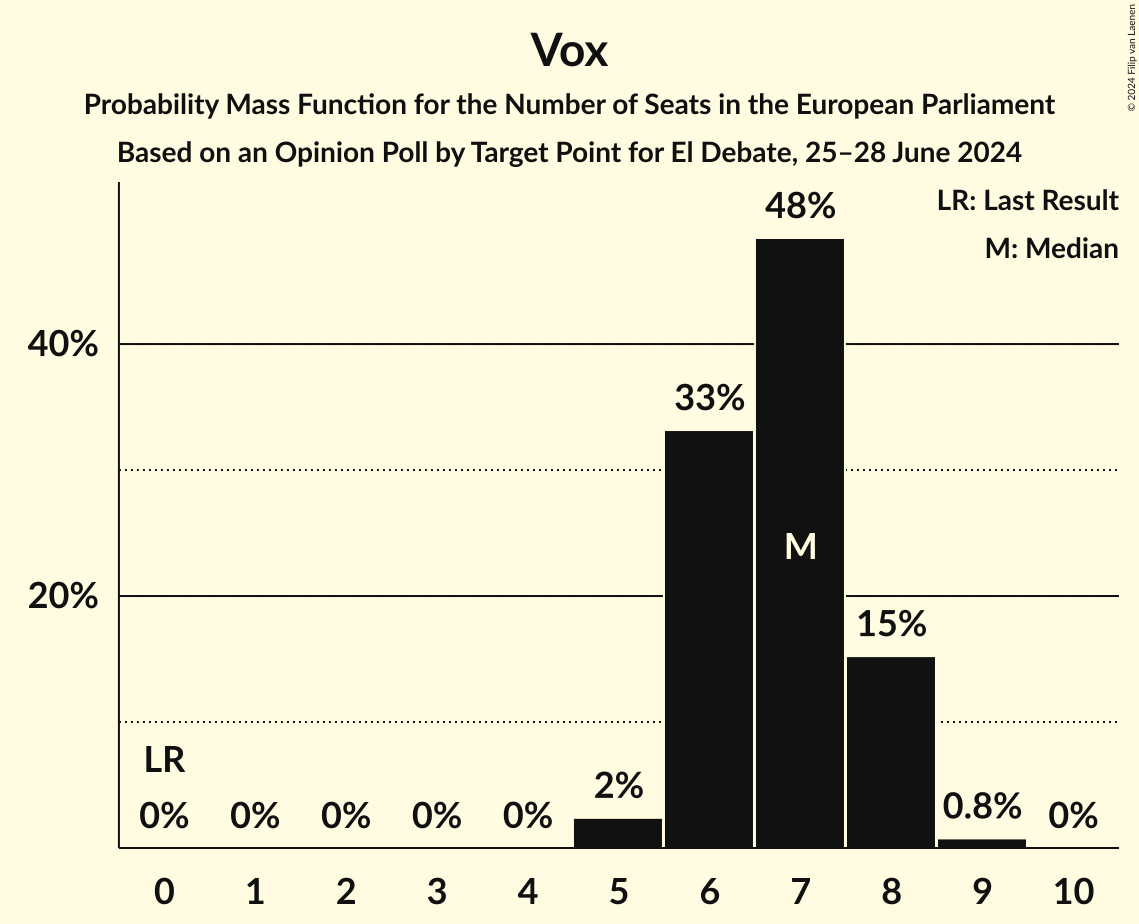 Vox
Probability Mass Function for the Number of Seats in the European Parliament
Based on an Opinion Poll by Target Point for El Debate, 25–28 June 2024
© 2024 Filip van Laenen
LR: Last Result
M: Median
48%
40%
33%
M
20%
15%
LR
2%
0.8%
0% 0% 0% 0% 0% 0%
0 1 2 3 4 5 6 7 8 9 10